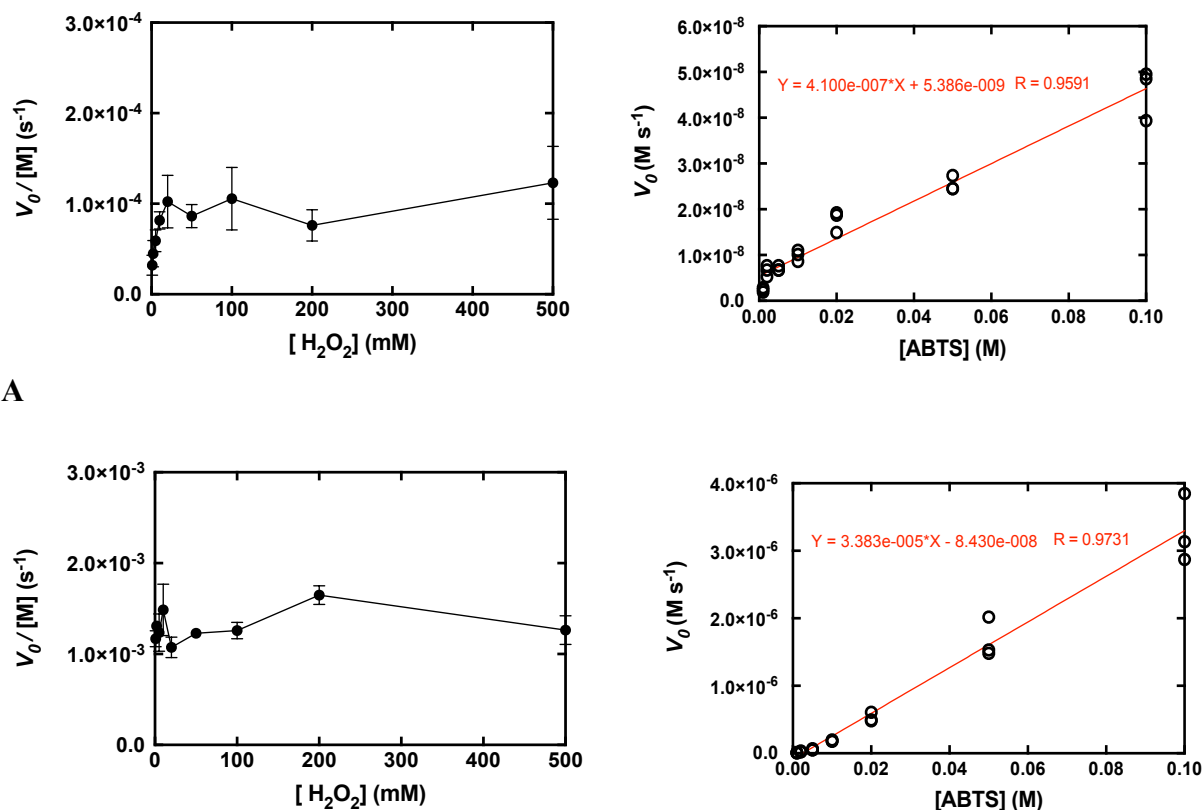 3.0×10⁻⁴
2.0×10⁻⁴
1.0×10⁻⁴
0.0
V₀ / [M] (s⁻¹)
0 100 200 300 400 500
[ H₂O₂] (mM)
6.0×10⁻⁸
5.0×10⁻⁸
4.0×10⁻⁸
3.0×10⁻⁸
2.0×10⁻⁸
1.0×10⁻⁸
0.0
V₀ (M s⁻¹)
Y = 4.100e-007*X + 5.386e-009 R = 0.9591
0.00 0.02 0.04 0.06 0.08 0.10
[ABTS] (M)
A
3.0×10⁻³
2.0×10⁻³
1.0×10⁻³
0.0
V₀ / [M] (s⁻¹)
0 100 200 300 400 500
[ H₂O₂] (mM)
4.0×10⁻⁶
3.0×10⁻⁶
2.0×10⁻⁶
1.0×10⁻⁶
0.0
V₀ (M s⁻¹)
Y = 3.383e-005*X - 8.430e-008 R = 0.9731
0.00 0.02 0.04 0.06 0.08 0.10
[ABTS] (M)